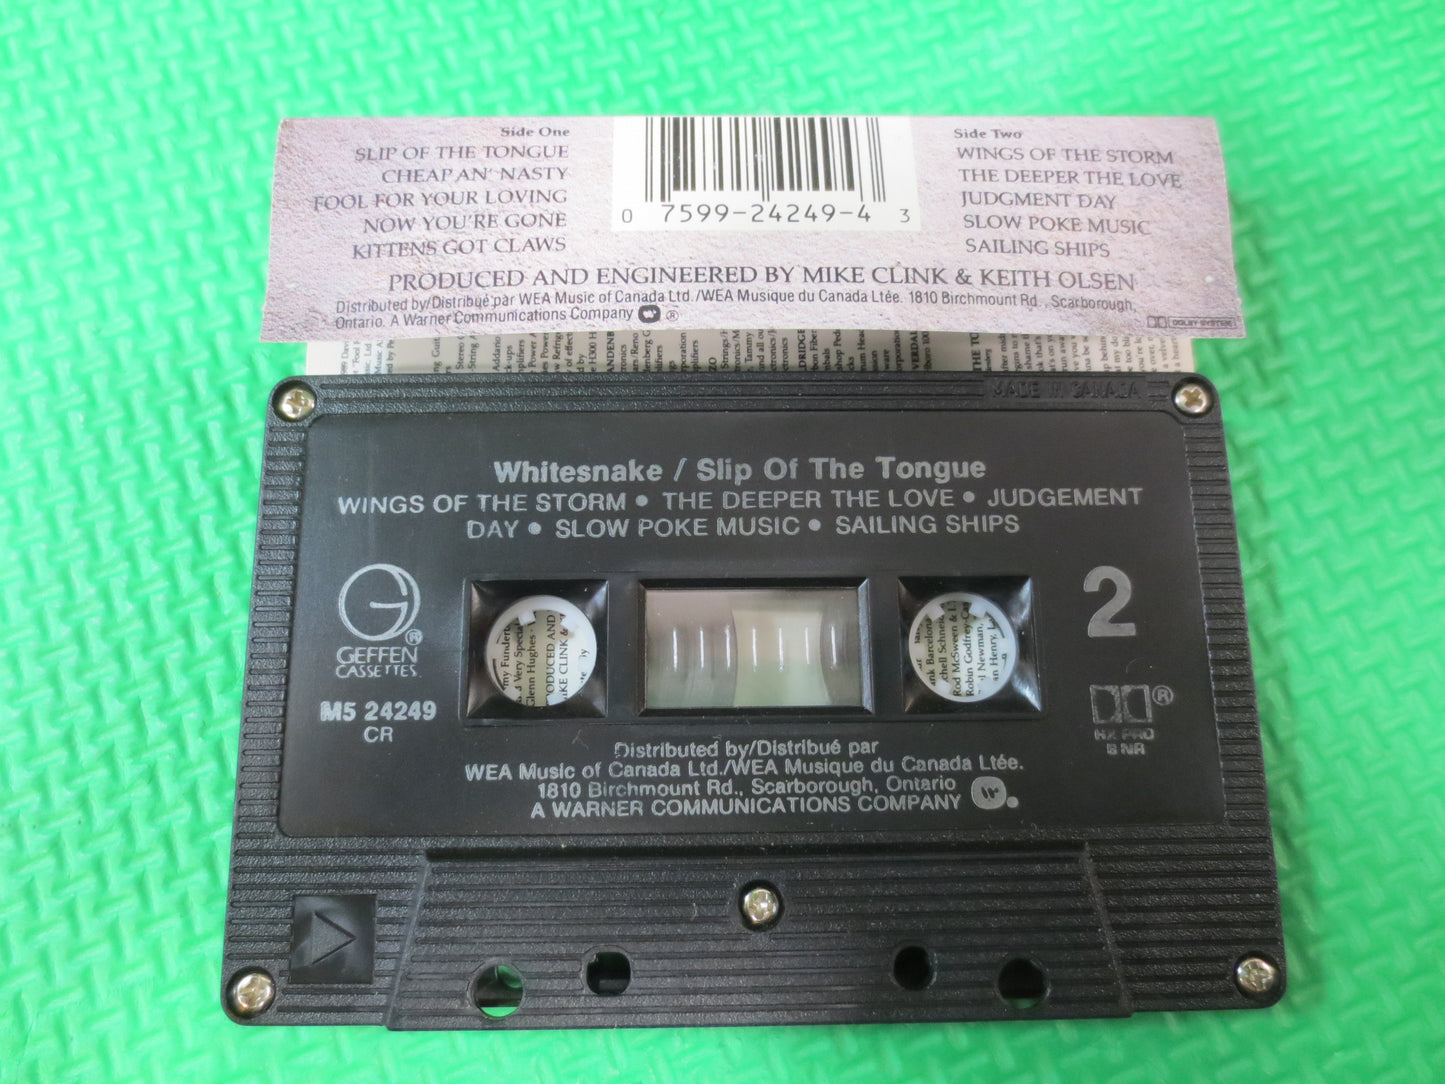 Side One
SLIP OF THE TONGUE
CHEAP AN' NASTY
FOOL FOR YOUR LOVING
NOW YOU'RE GONE
KITTENS GOT CLAWS
0 7599-24249-4 3
Side Two
WINGS OF THE STORM
THE DEEPER THE LOVE
JUDGMENT DAY
SLOW POKE MUSIC
SAILING SHIPS
PRODUCED AND ENGINEERED BY MIKE CLINK & KEITH OLSEN
Distributed by/Distribué par WEA Music of Canada Ltd./WEA Musique du Canada Ltée. 1810 Birchmount Rd., Scarborough,
Ontario. A Warner Communications Company ®
DOLBY SYSTEM
MADE IN CANADA
Whitesnake / Slip Of The Tongue
WINGS OF THE STORM • THE DEEPER THE LOVE • JUDGEMENT
DAY • SLOW POKE MUSIC • SAILING SHIPS
G®
GEFFEN
CASSETTES
M5 24249
CR
2
®
HX PRO
B NR
Glenn Hughes
Distributed by/Distribué par
WEA Music of Canada Ltd./WEA Musique du Canada Ltée.
1810 Birchmount Rd., Scarborough, Ontario
A WARNER COMMUNICATIONS COMPANY